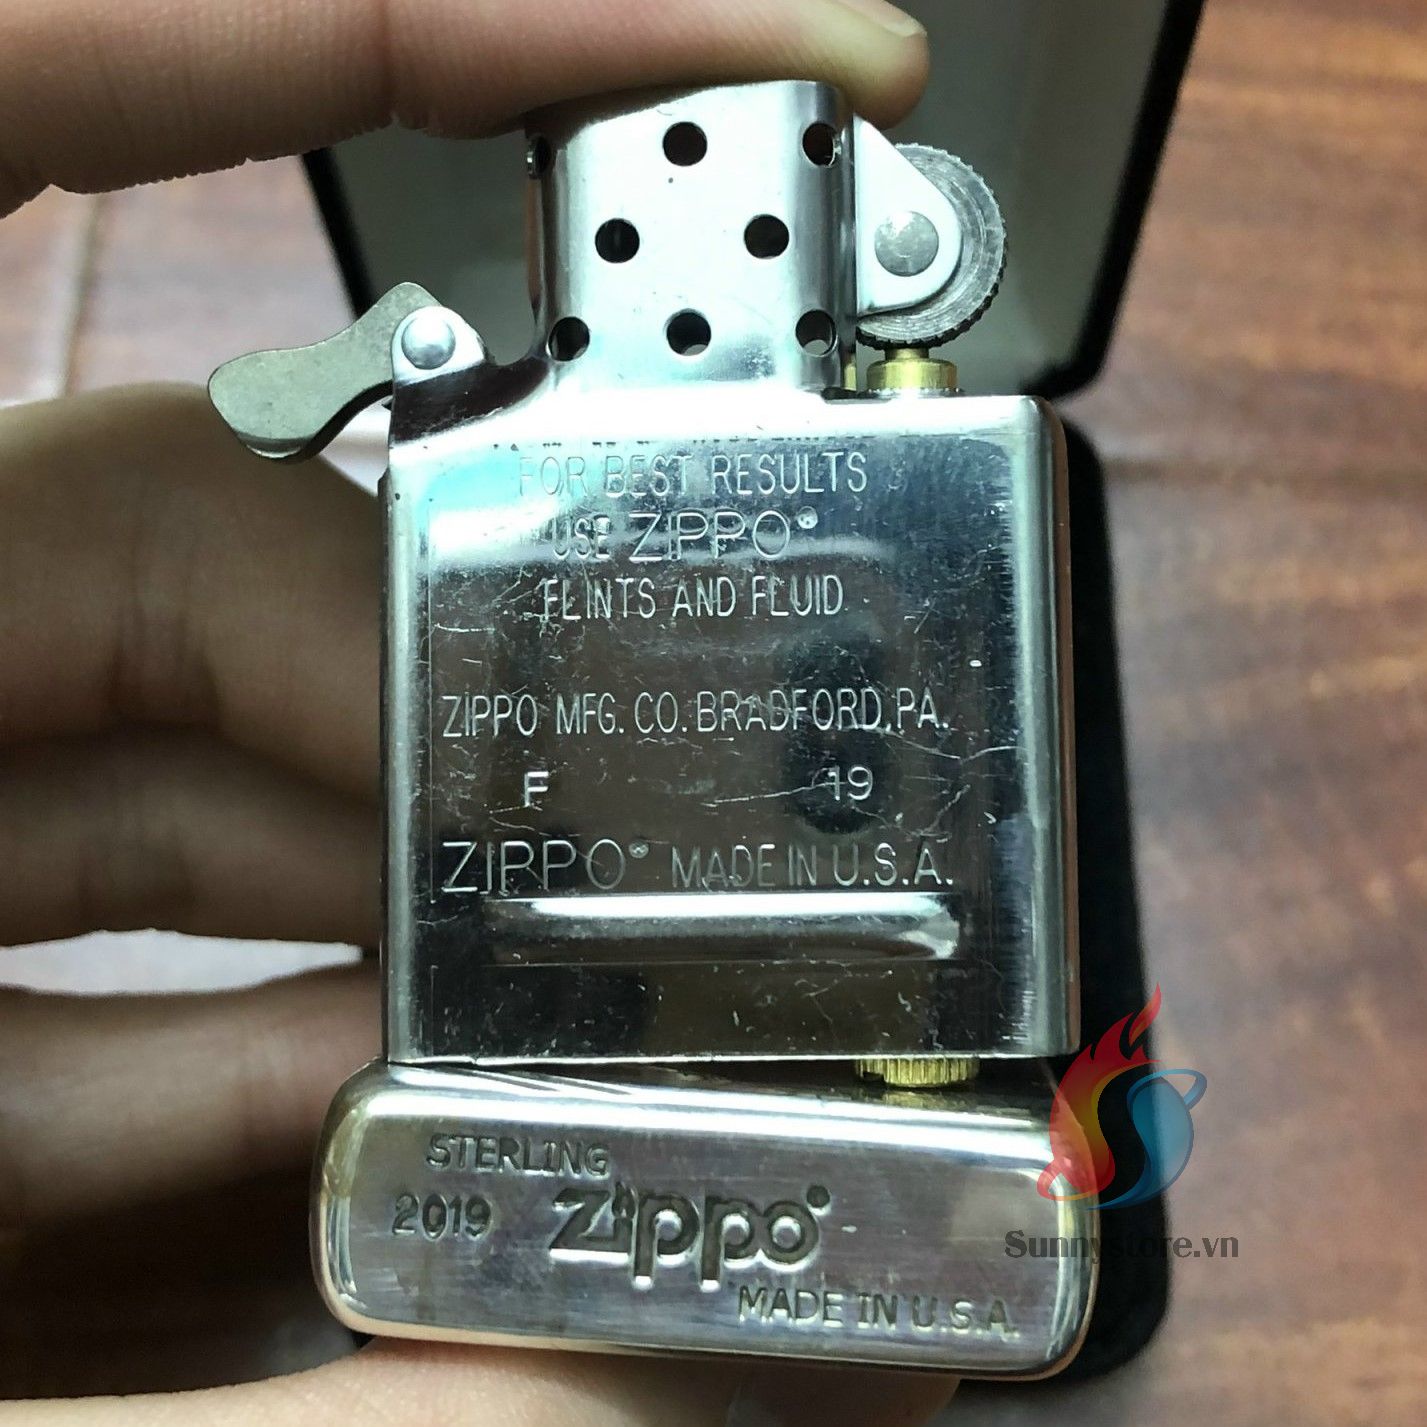 FOR BEST RESULTS
USE ZIPPO®
FLINTS AND FLUID
ZIPPO MFG. CO. BRADFORD, PA.
F 19
ZIPPO® MADE IN U.S.A.
STERLING
2019 Zippo®
MADE IN U.S.A.
Sunnystore.vn